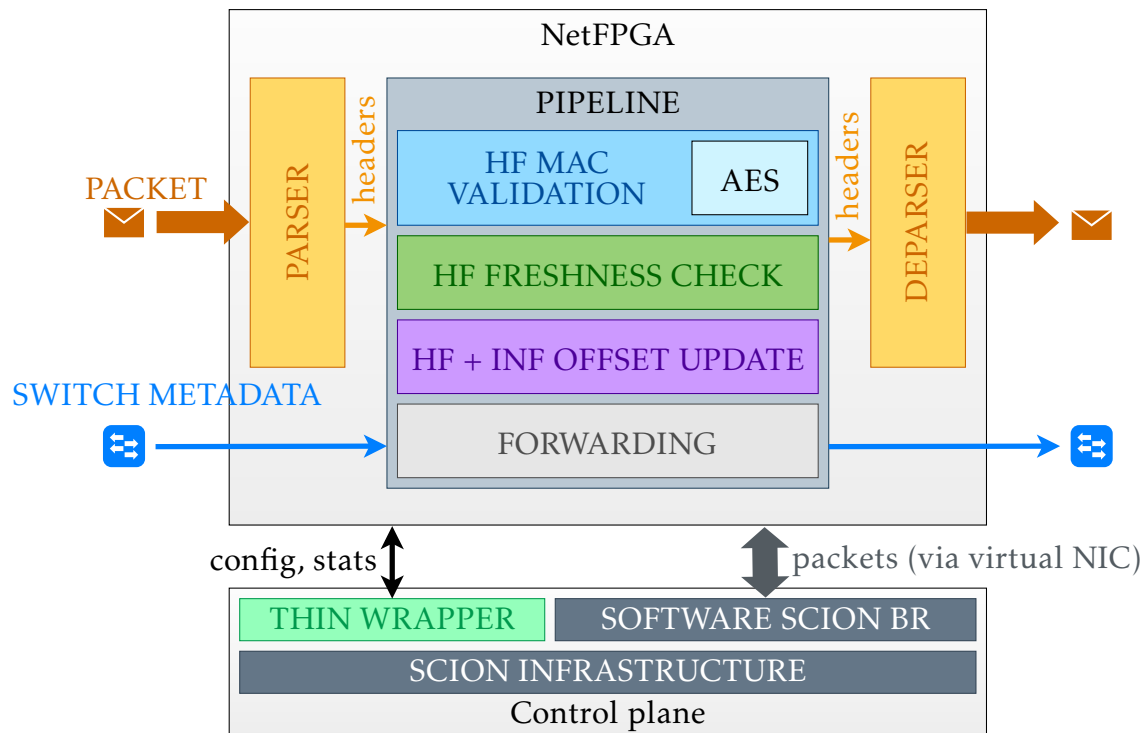 NetFPGA
PIPELINE
PARSER
headers
HF MAC
VALIDATION
AES
headers
DEPARSER
PACKET
HF FRESHNESS CHECK
HF + INF OFFSET UPDATE
SWITCH METADATA
FORWARDING
config, stats
packets (via virtual NIC)
THIN WRAPPER
SOFTWARE SCION BR
SCION INFRASTRUCTURE
Control plane